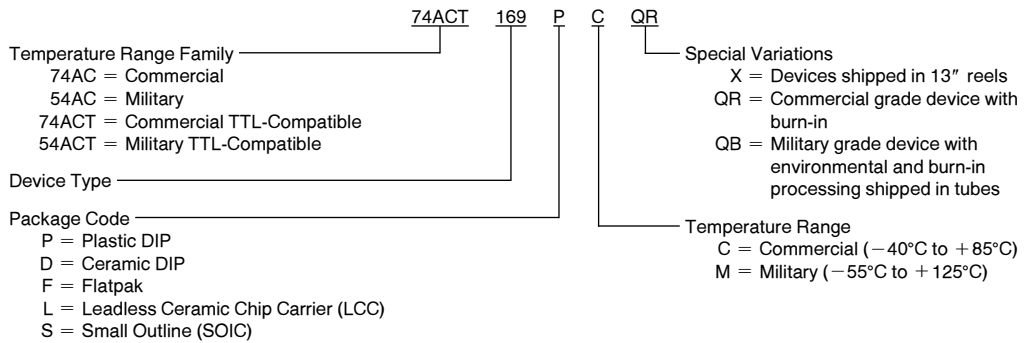 74ACT 169 P C QR
Temperature Range Family
74AC = Commercial
54AC = Military
74ACT = Commercial TTL-Compatible
54ACT = Military TTL-Compatible
Device Type
Package Code
P = Plastic DIP
D = Ceramic DIP
F = Flatpak
L = Leadless Ceramic Chip Carrier (LCC)
S = Small Outline (SOIC)
Special Variations
X = Devices shipped in 13″ reels
QR = Commercial grade device with
burn-in
QB = Military grade device with
environmental and burn-in
processing shipped in tubes
Temperature Range
C = Commercial (−40°C to +85°C)
M = Military (−55°C to +125°C)